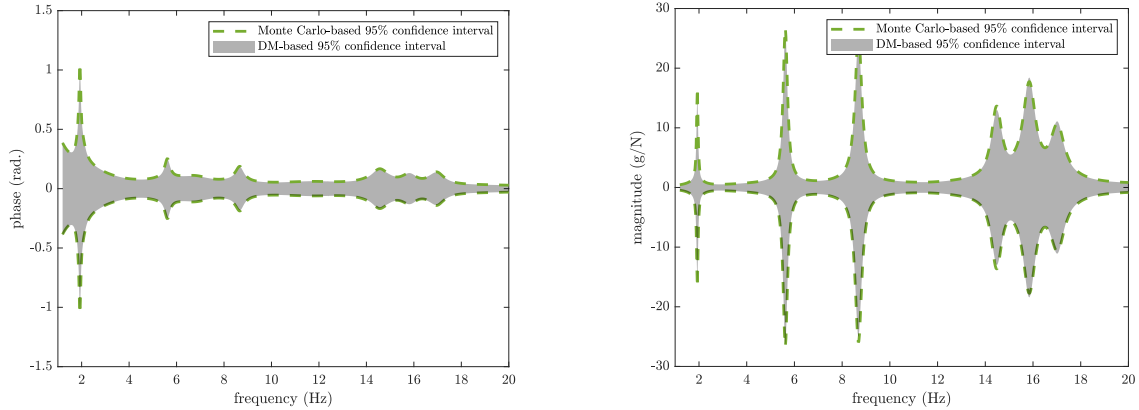 Monte Carlo-based 95% confidence interval
DM-based 95% confidence interval
1.5
1
0.5
0
-0.5
-1
-1.5
phase (rad.)
2 4 6 8 10 12 14 16 18 20
frequency (Hz)
Monte Carlo-based 95% confidence interval
DM-based 95% confidence interval
30
20
10
0
-10
-20
-30
magnitude (g/N)
2 4 6 8 10 12 14 16 18 20
frequency (Hz)